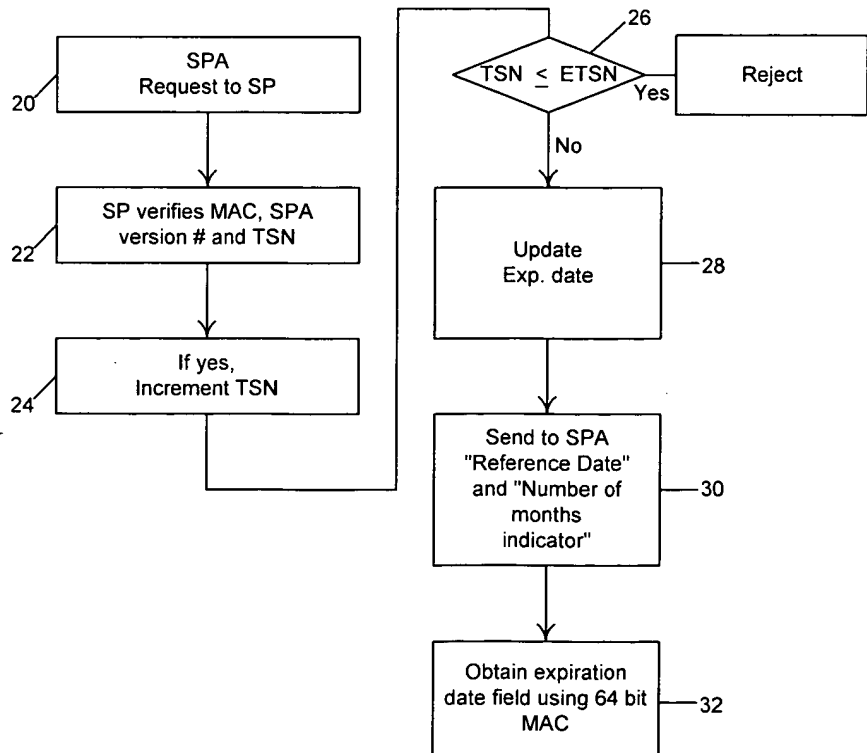 20
SPA
Request to SP
22
SP verifies MAC, SPA
version # and TSN
24
If yes,
Increment TSN
26
TSN ≤ ETSN
Yes
Reject
No
Update
Exp. date
28
Send to SPA
"Reference Date"
and "Number of
months
indicator"
30
Obtain expiration
date field using 64 bit
MAC
32